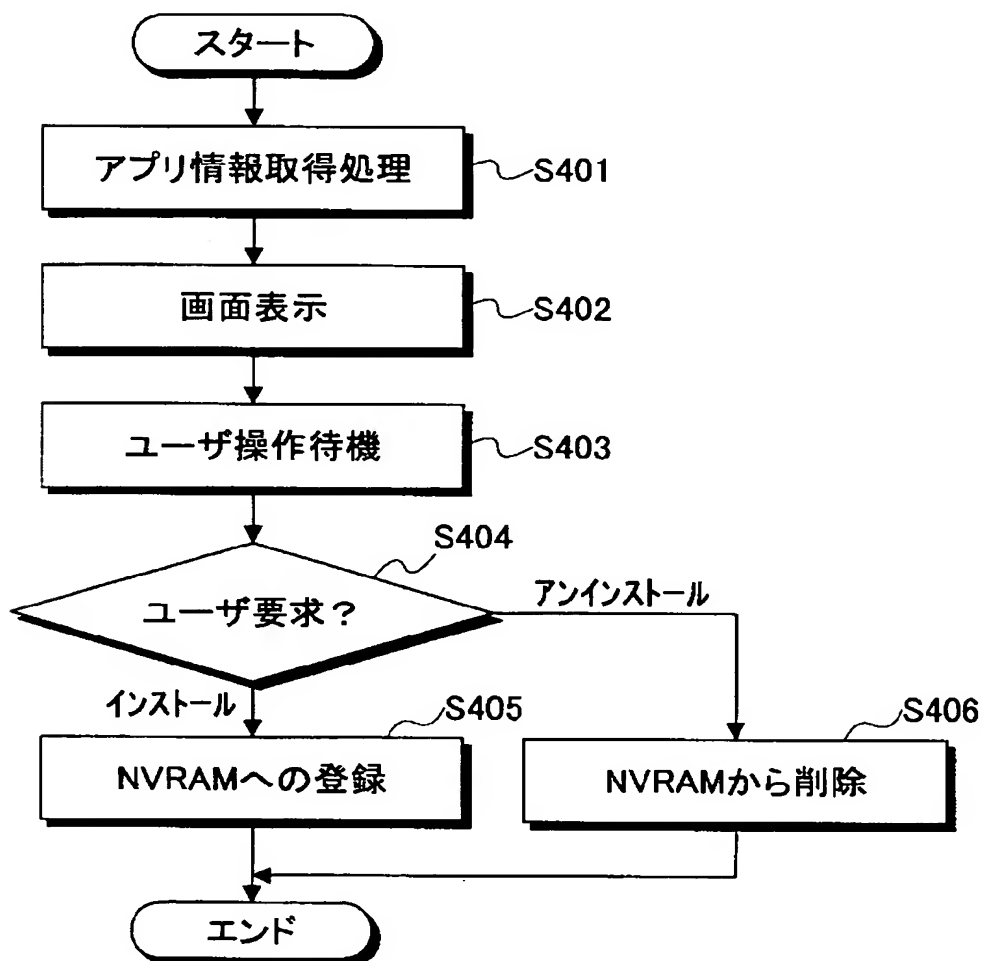 スタート
アプリ情報取得処理
S401
画面表示
S402
ユーザ操作待機
S403
S404
ユーザ要求?
アンインストール
インストール
S405
NVRAMへの登録
S406
NVRAMから削除
エンド